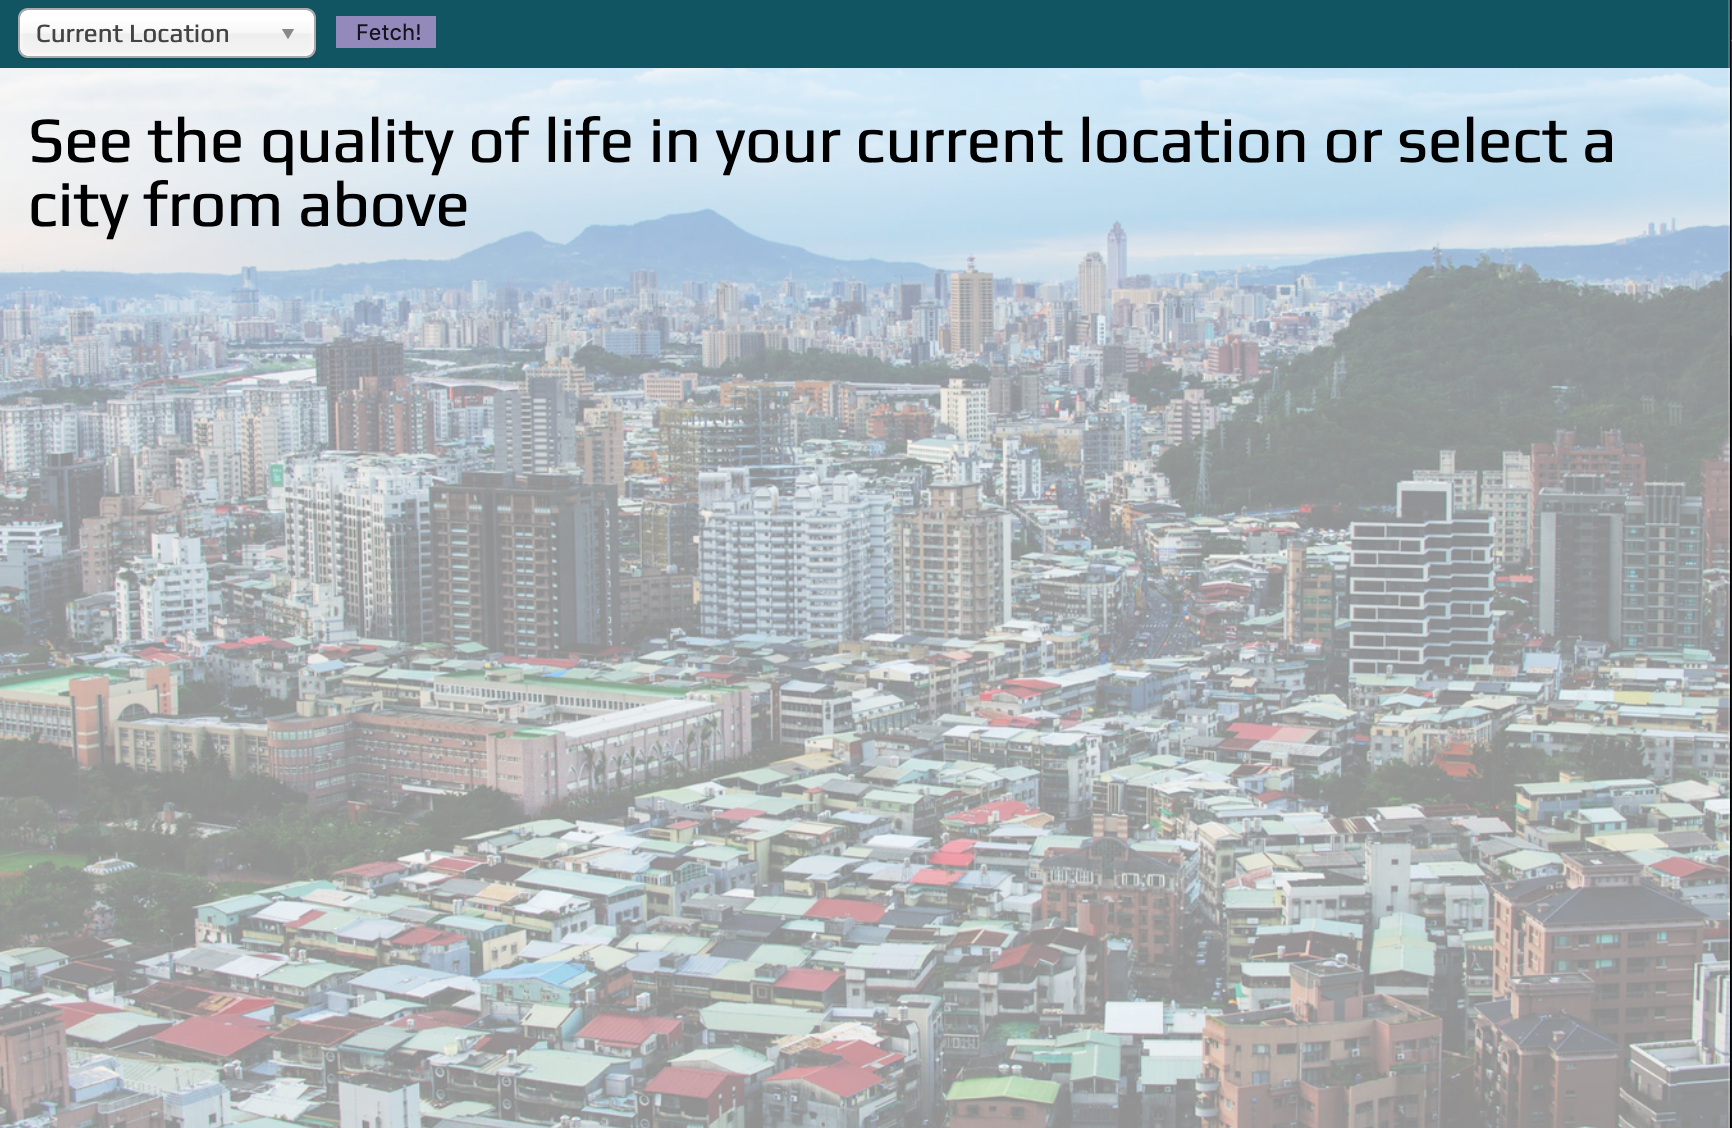 Current Location
Fetch!
See the quality of life in your current location or select a
city from above